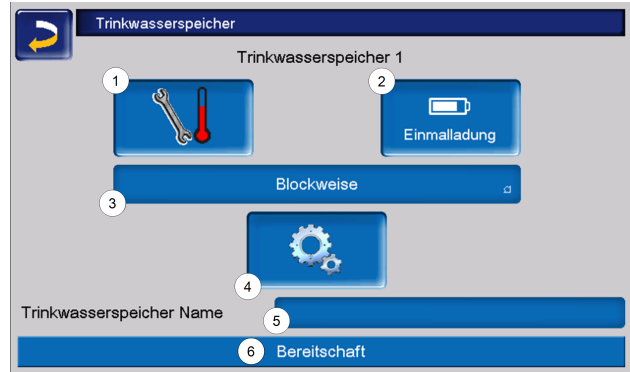 Trinkwasserspeicher
Trinkwasserspeicher 1
1
2
Einmalladung
Blockweise
3
4
Trinkwasserspeicher Name
5
6 Bereitschaft